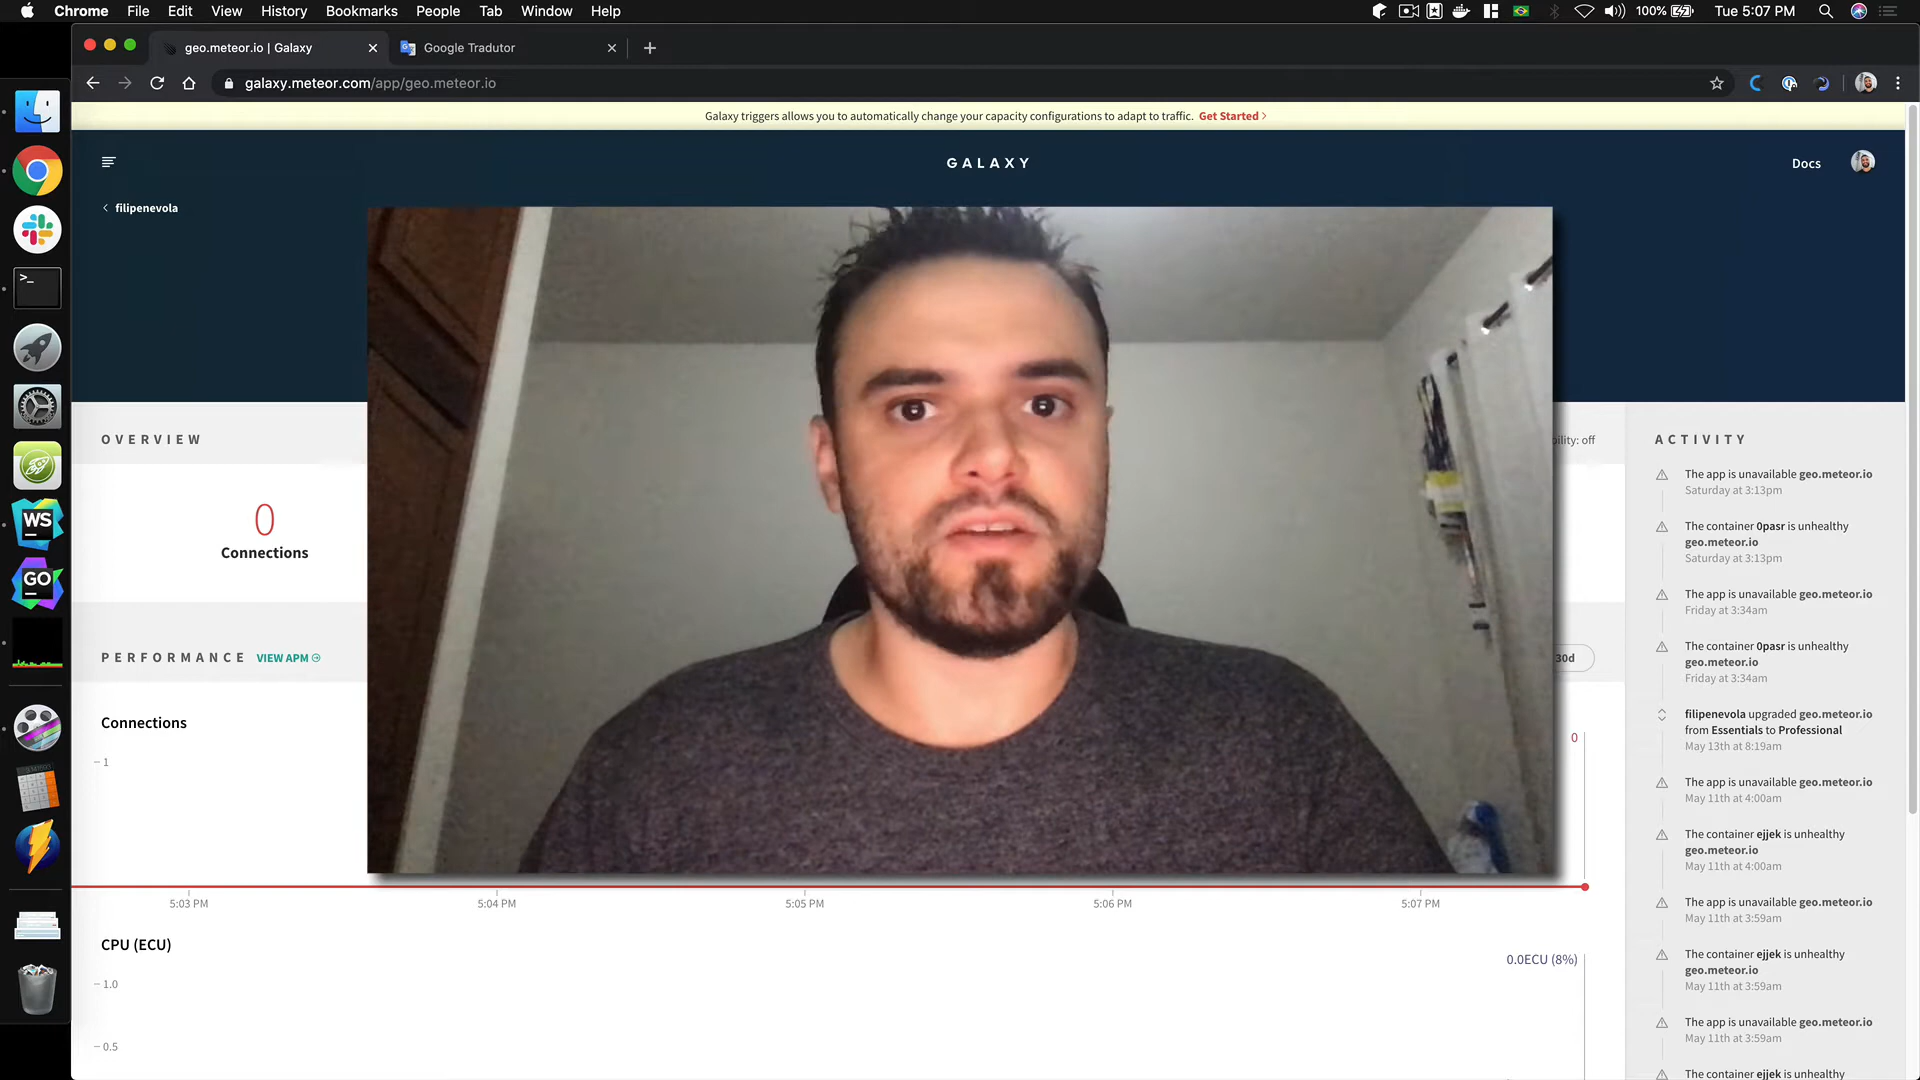 Chrome File Edit View History Bookmarks People Tab Window Help
100%
Tue 5:07 PM
geo.meteor.io | Galaxy
Google Tradutor
galaxy.meteor.com/app/geo.meteor.io
Galaxy triggers allows you to automatically change your capacity configurations to adapt to traffic. Get Started
GALAXY
Docs
filipenevola
OVERVIEW
bility: off
0
Connections
PERFORMANCE
VIEW APM
30d
Connections
1
0
5:03 PM
5:04 PM
5:05 PM
5:06 PM
5:07 PM
CPU (ECU)
0.0ECU (8%)
1.0
0.5
ACTIVITY
The app is unavailable geo.meteor.io
Saturday at 3:13pm
The container 0pasr is unhealthy
geo.meteor.io
Saturday at 3:13pm
The app is unavailable geo.meteor.io
Friday at 3:34am
The container 0pasr is unhealthy
geo.meteor.io
Friday at 3:34am
filipenevola upgraded geo.meteor.io
from Essentials to Professional
May 13th at 8:19am
The app is unavailable geo.meteor.io
May 11th at 4:00am
The container ejjek is unhealthy
geo.meteor.io
May 11th at 4:00am
The app is unavailable geo.meteor.io
May 11th at 3:59am
The container ejjek is unhealthy
geo.meteor.io
May 11th at 3:59am
The app is unavailable geo.meteor.io
May 11th at 3:59am
The container ejjek is unhealthy
WS
GO